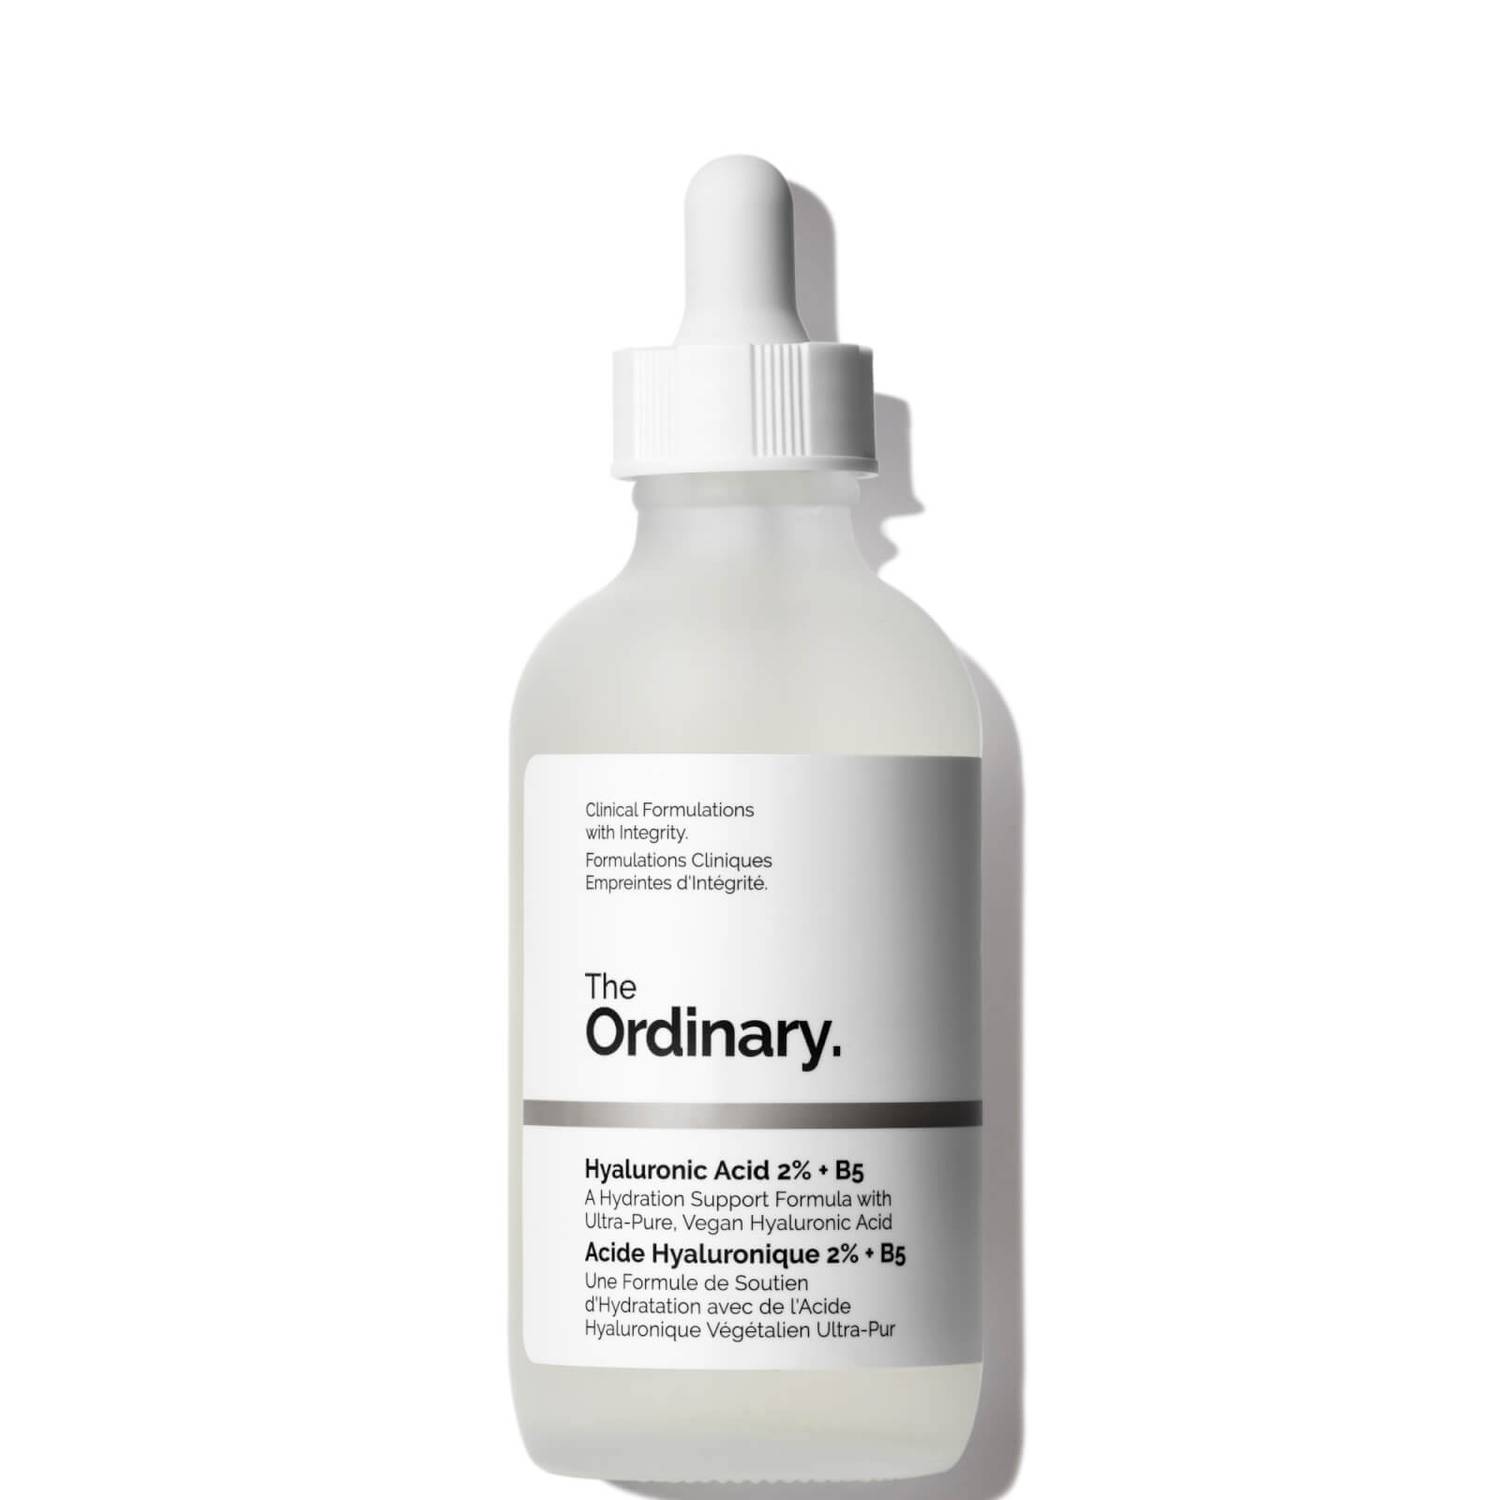 Clinical Formulations
with Integrity.
Formulations Cliniques
Empreintes d'Intégrité.
The
Ordinary.
Hyaluronic Acid 2% + B5
A Hydration Support Formula with
Ultra-Pure, Vegan Hyaluronic Acid
Acide Hyaluronique 2% + B5
Une Formule de Soutien
d'Hydratation avec de l'Acide
Hyaluronique Végétalien Ultra-Pur